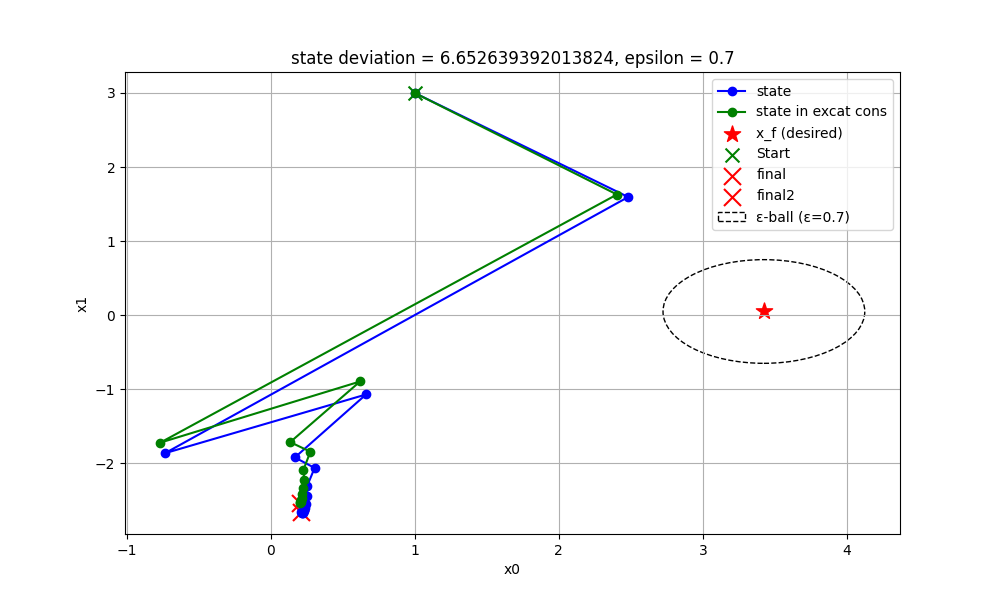 state deviation = 6.652639392013824, epsilon = 0.7
state
state in excat cons
x_f (desired)
Start
final
final2
ε-ball (ε=0.7)
3
2
1
0
−1
−2
x1
−1
0
1
2
3
4
x0